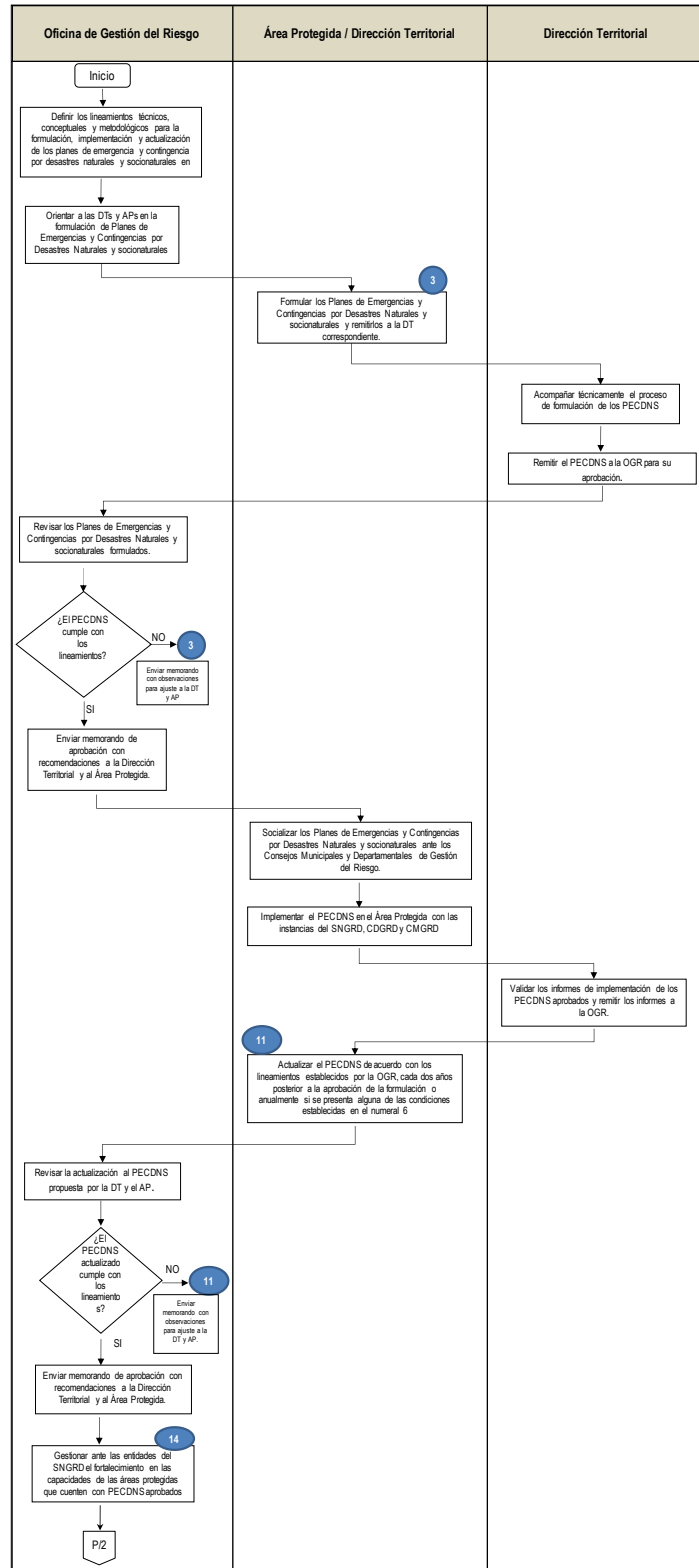 Oficina de Gestión del Riesgo
Área Protegida / Dirección Territorial
Dirección Territorial
Inicio
Definir los lineamientos técnicos,
conceptuales y metodológicos para la
formulación, implementación y actualización
de los planes de emergencia y contingencia
por desastres naturales y socionaturales en
Orientar a las DTs y APs en la
formulación de Planes de
Emergencias y Contingencias por
Desastres Naturales y socionaturales
3
Formular los Planes de Emergencias y
Contingencias por Desastres Naturales y
socionaturales y remitirlos a la DT
correspondiente.
Acompañar técnicamente el proceso
de formulación de los PECDNS
Remitir el PECDNS a la OGR para su
aprobación.
Revisar los Planes de Emergencias y
Contingencias por Desastres Naturales y
socionaturales formulados.
¿El PECDNS
cumple con
los
lineamientos?
NO
3
Enviar memorando
con observaciones
para ajuste a la DT
y AP
SI
Enviar memorando de
aprobación con
recomendaciones a la Dirección
Territorial y al Área Protegida.
Socializar los Planes de Emergencias y Contingencias
por Desastres Naturales y socionaturales ante los
Consejos Municipales y Departamentales de Gestión
del Riesgo.
Implementar el PECDNS en el Área Protegida con las
instancias del SNGRD, CDGRD y CMGRD
Validar los informes de implementación de los
PECDNS aprobados y remitir los informes a
la OGR.
11
Actualizar el PECDNS de acuerdo con los
lineamientos establecidos por la OGR, cada dos años
posterior a la aprobación de la formulación o
anualmente si se presenta alguna de las condiciones
establecidas en el numeral 6
Revisar la actualización al PECDNS
propuesta por la DT y el AP.
¿El
PECDNS
actualizado
cumple con
los
lineamiento
s?
NO
11
Enviar
memorando con
observaciones
para ajuste a la
DT y AP.
SI
Enviar memorando de aprobación con
recomendaciones a la Dirección
Territorial y al Área Protegida.
14
Gestionar ante las entidades del
SNGRD el fortalecimiento en las
capacidades de las áreas protegidas
que cuenten con PECDNS aprobados
P/2